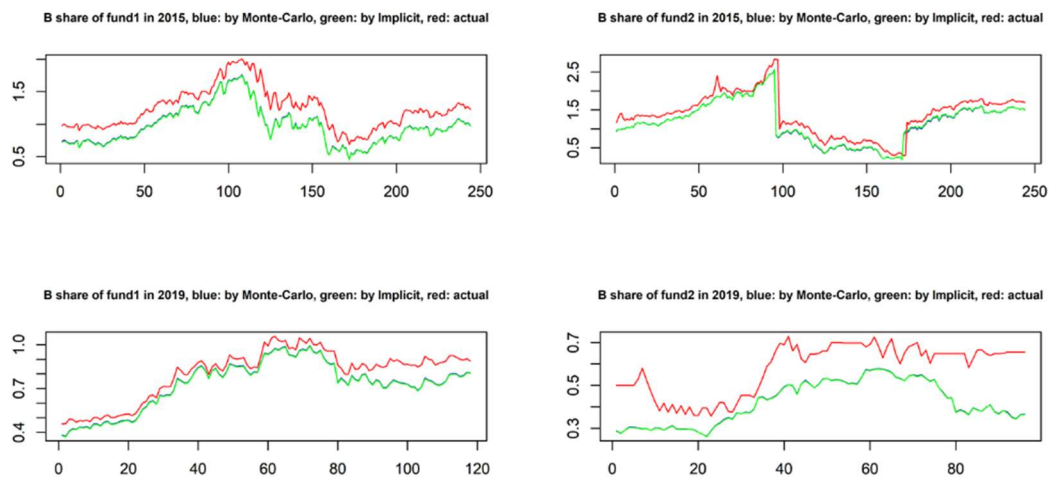 B share of fund1 in 2015, blue: by Monte-Carlo, green: by Implicit, red: actual
1.5
0.5
0 50 100 150 200 250
B share of fund2 in 2015, blue: by Monte-Carlo, green: by Implicit, red: actual
2.5
1.5
0.5
0 50 100 150 200 250
B share of fund1 in 2019, blue: by Monte-Carlo, green: by Implicit, red: actual
1.0
0.7
0.4
0 20 40 60 80 100 120
B share of fund2 in 2019, blue: by Monte-Carlo, green: by Implicit, red: actual
0.7
0.5
0.3
0 20 40 60 80